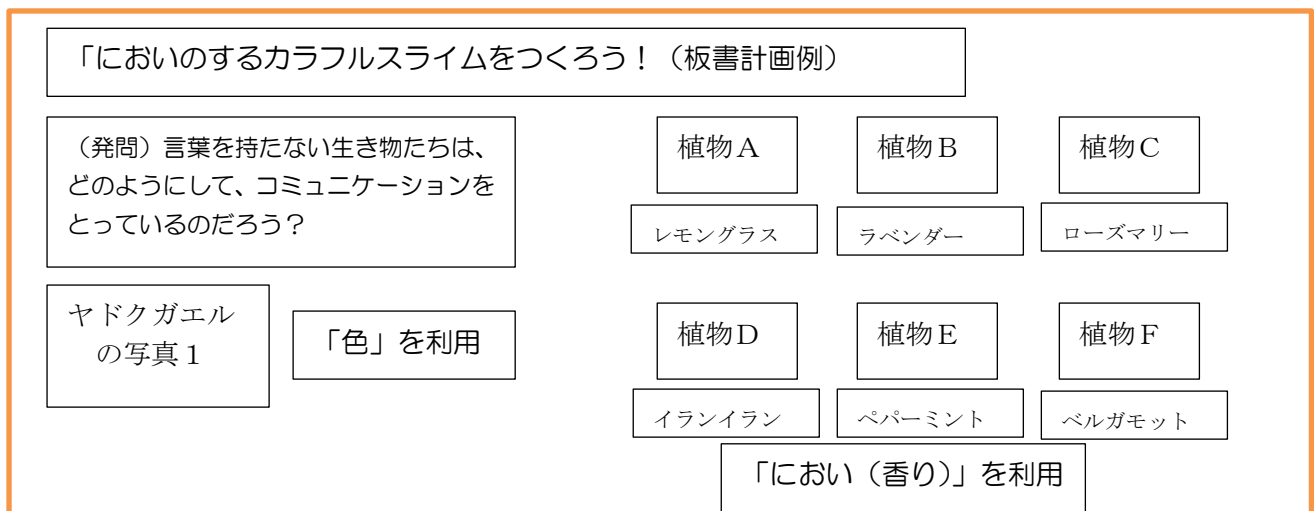 「においのするカラフルスライムをつくろう！（板書計画例）
（発問）言葉を持たない生き物たちは、
どのようにして、コミュニケーションを
とっているのだろう？
植物A
植物B
植物C
レモングラス
ラベンダー
ローズマリー
ヤドクガエル
の写真１
「色」を利用
植物D
植物E
植物F
イランイラン
ペパーミント
ベルガモット
「におい（香り）」を利用